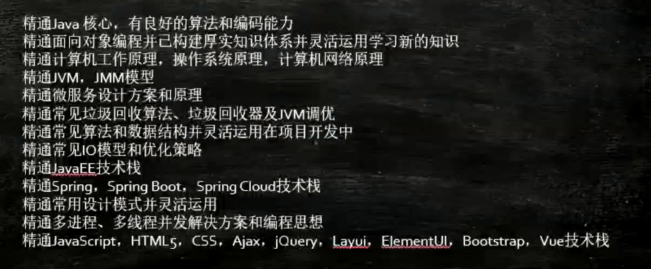 精通Java 核心，有良好的算法和编码能力
精通面向对象编程并已构建厚实知识体系并灵活运用学习新的知识
精通计算机工作原理，操作系统原理，计算机网络原理
精通JVM，JMM模型
精通微服务设计方案和原理
精通常见垃圾回收算法、垃圾回收器及JVM调优
精通常见算法和数据结构并灵活运用在项目开发中
精通常见IO模型和优化策略
精通JavaEE技术栈
精通Spring，Spring Boot，Spring Cloud技术栈
精通常用设计模式并灵活运用
精通多进程、多线程并发解决方案和编程思想
精通JavaScript，HTML5，CSS，Ajax，jQuery，Layui，ElementUI，Bootstrap，Vue技术栈